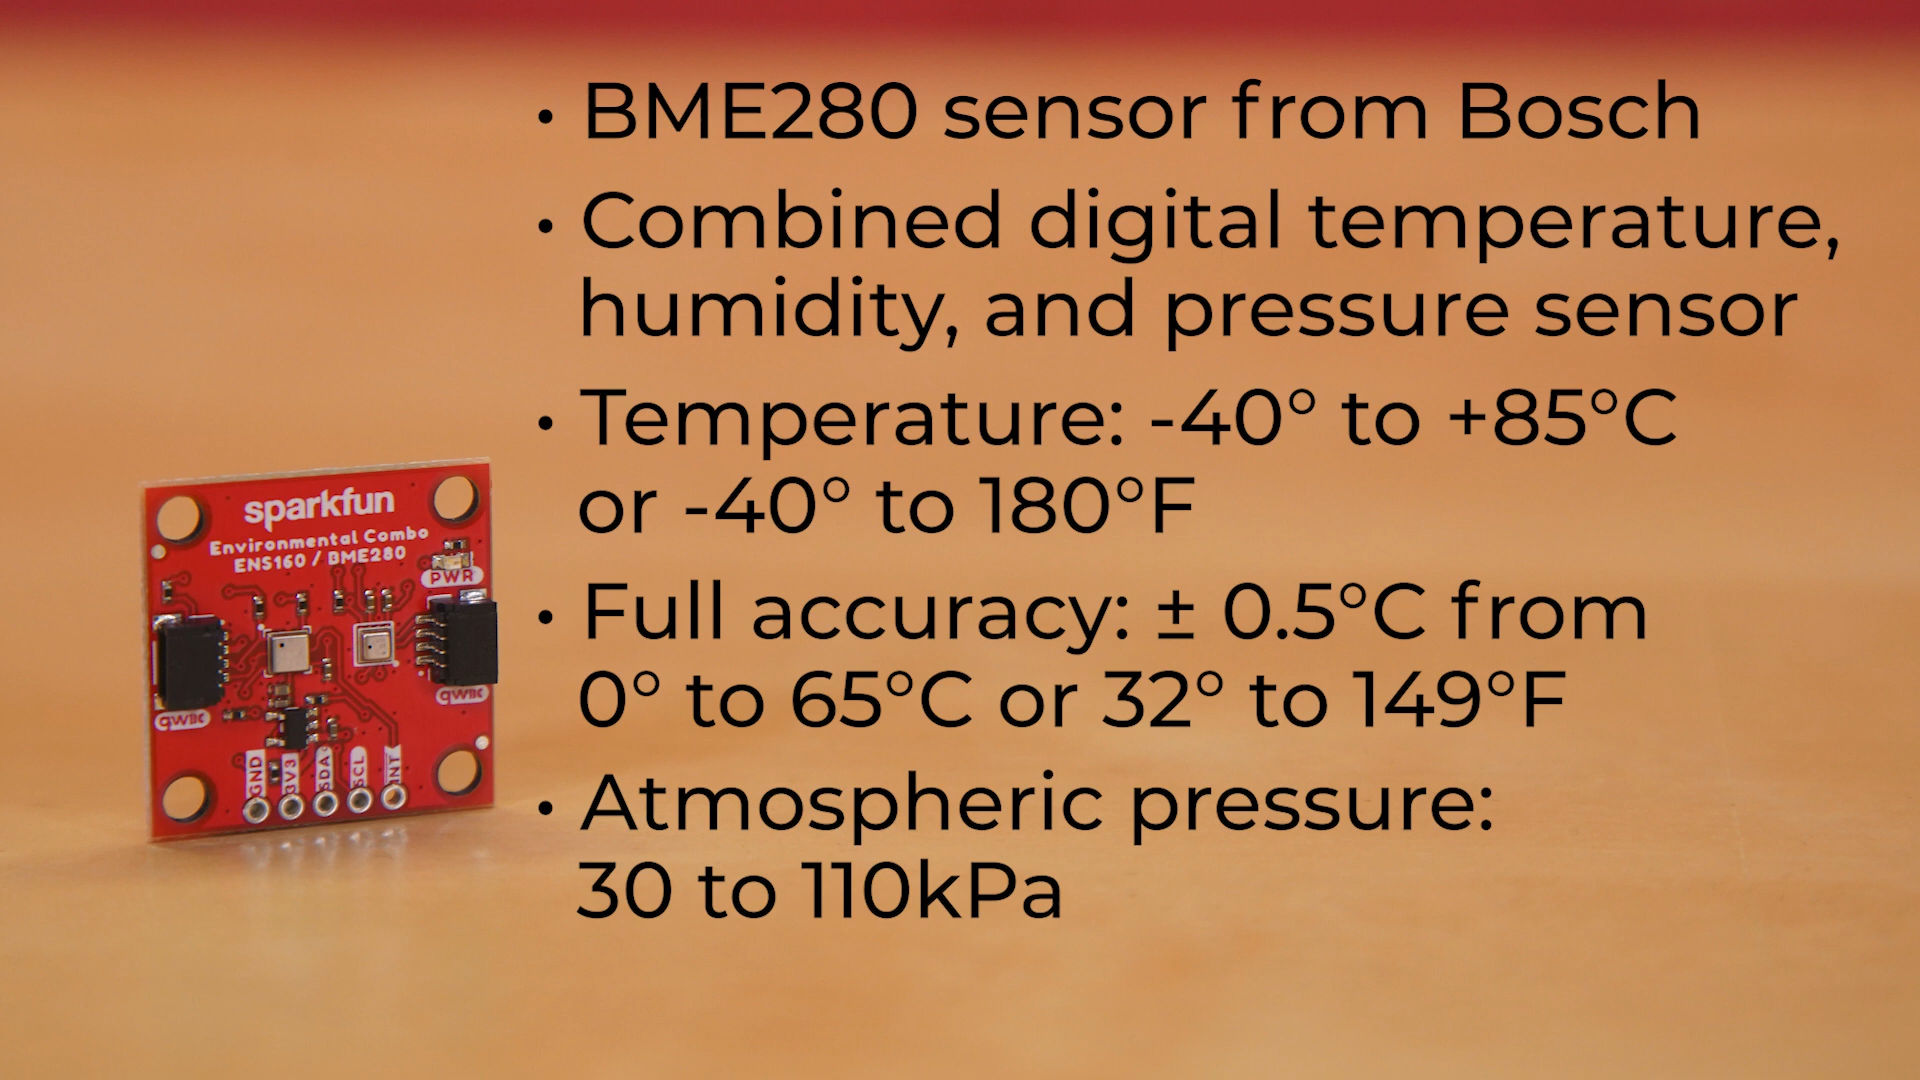 • BME280 sensor from Bosch
• Combined digital temperature,
humidity, and pressure sensor
• Temperature: -40° to +85°C
or -40° to 180°F
• Full accuracy: ± 0.5°C from
0° to 65°C or 32° to 149°F
• Atmospheric pressure:
30 to 110kPa
sparkfun
Environmental Combo
ENS160 / BME280
PWR
qwiic
qwiic
GND
3V3
SDA
SCL
INT